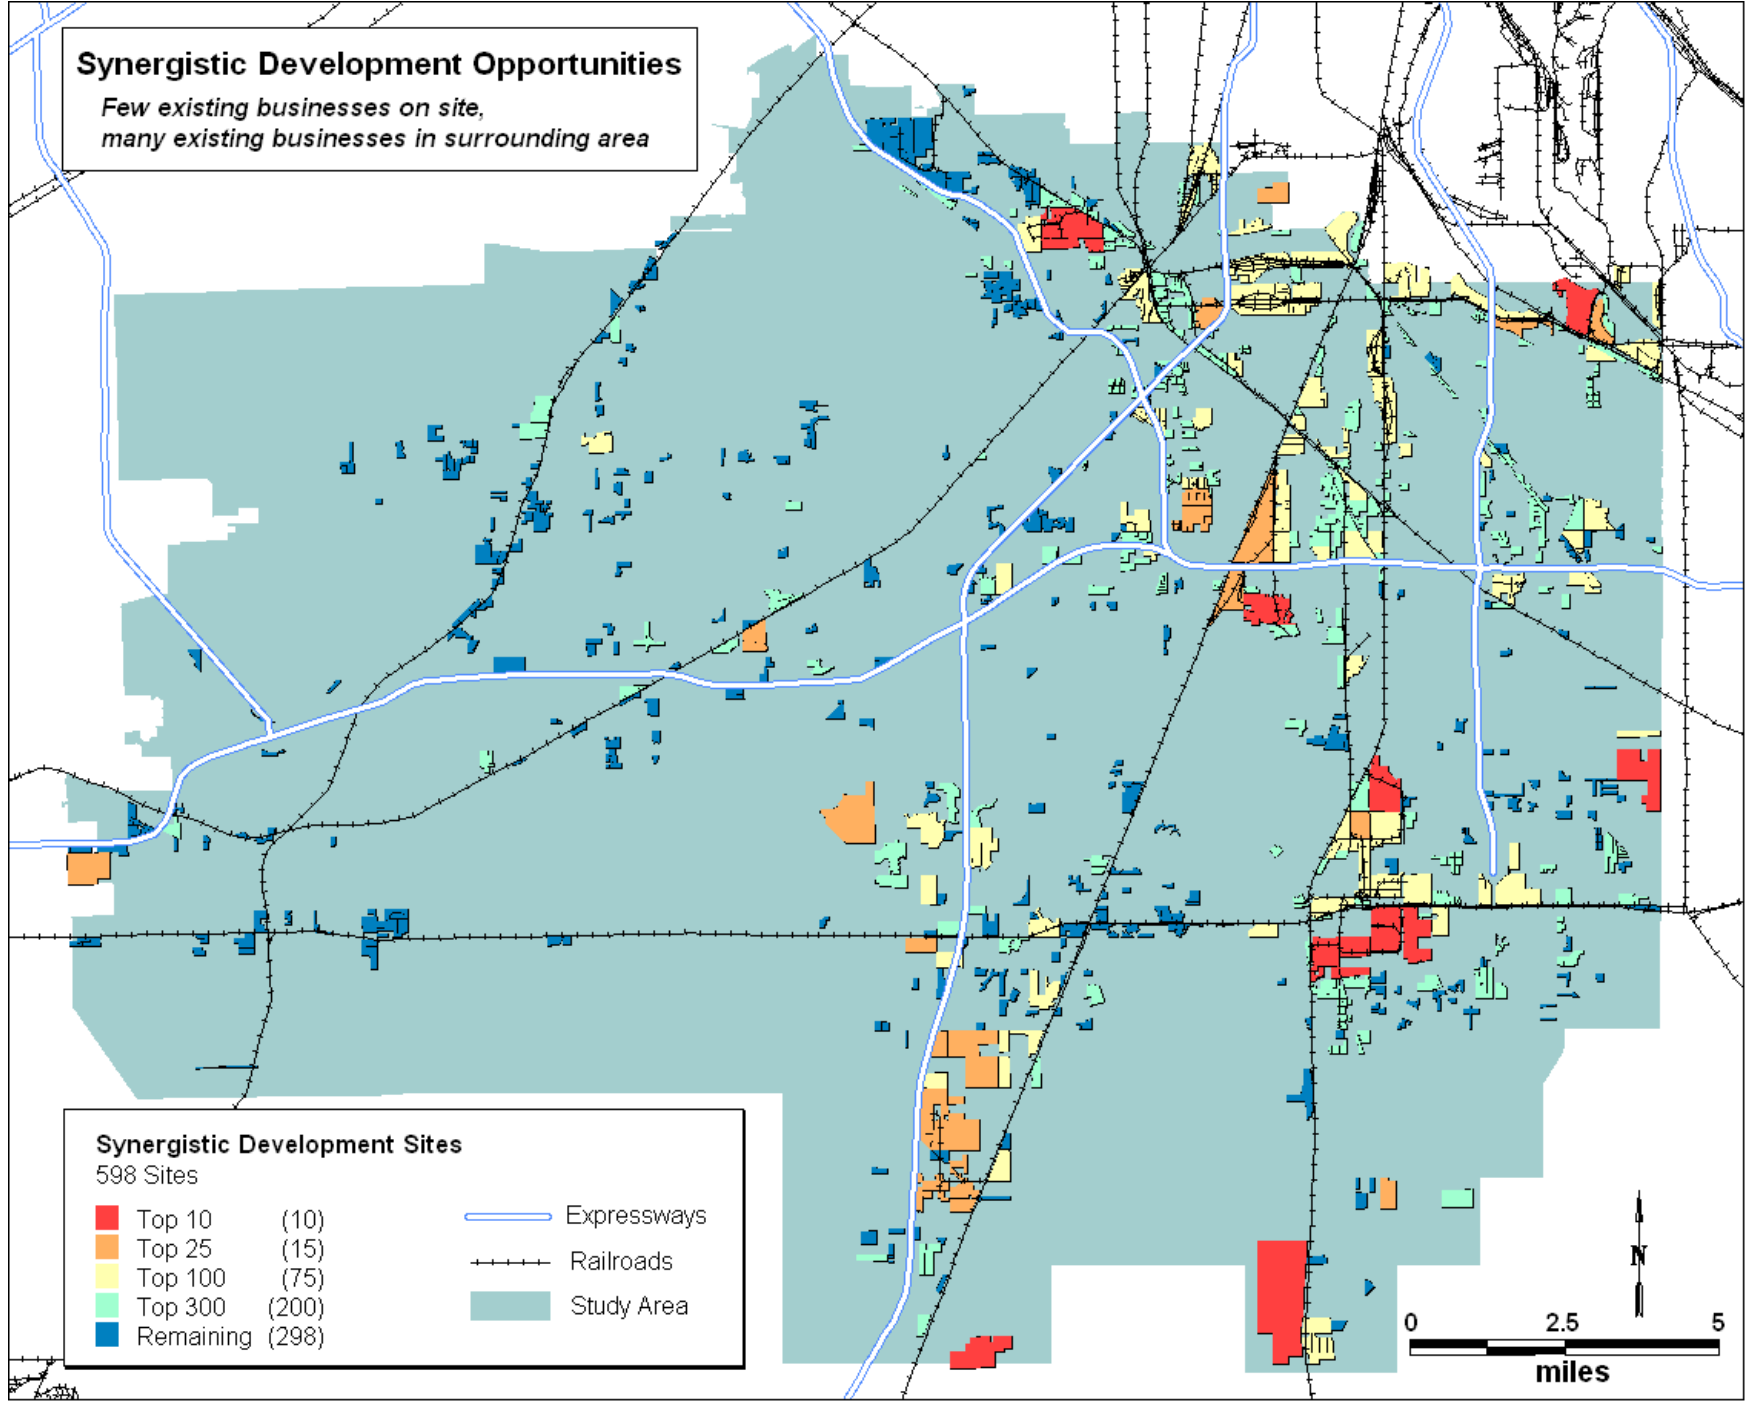 Synergistic Development Opportunities
Few existing businesses on site,
many existing businesses in surrounding area
Synergistic Development Sites
598 Sites
Top 10 (10)
Top 25 (15)
Top 100 (75)
Top 300 (200)
Remaining (298)
Expressways
Railroads
Study Area
N
0 2.5 5
miles